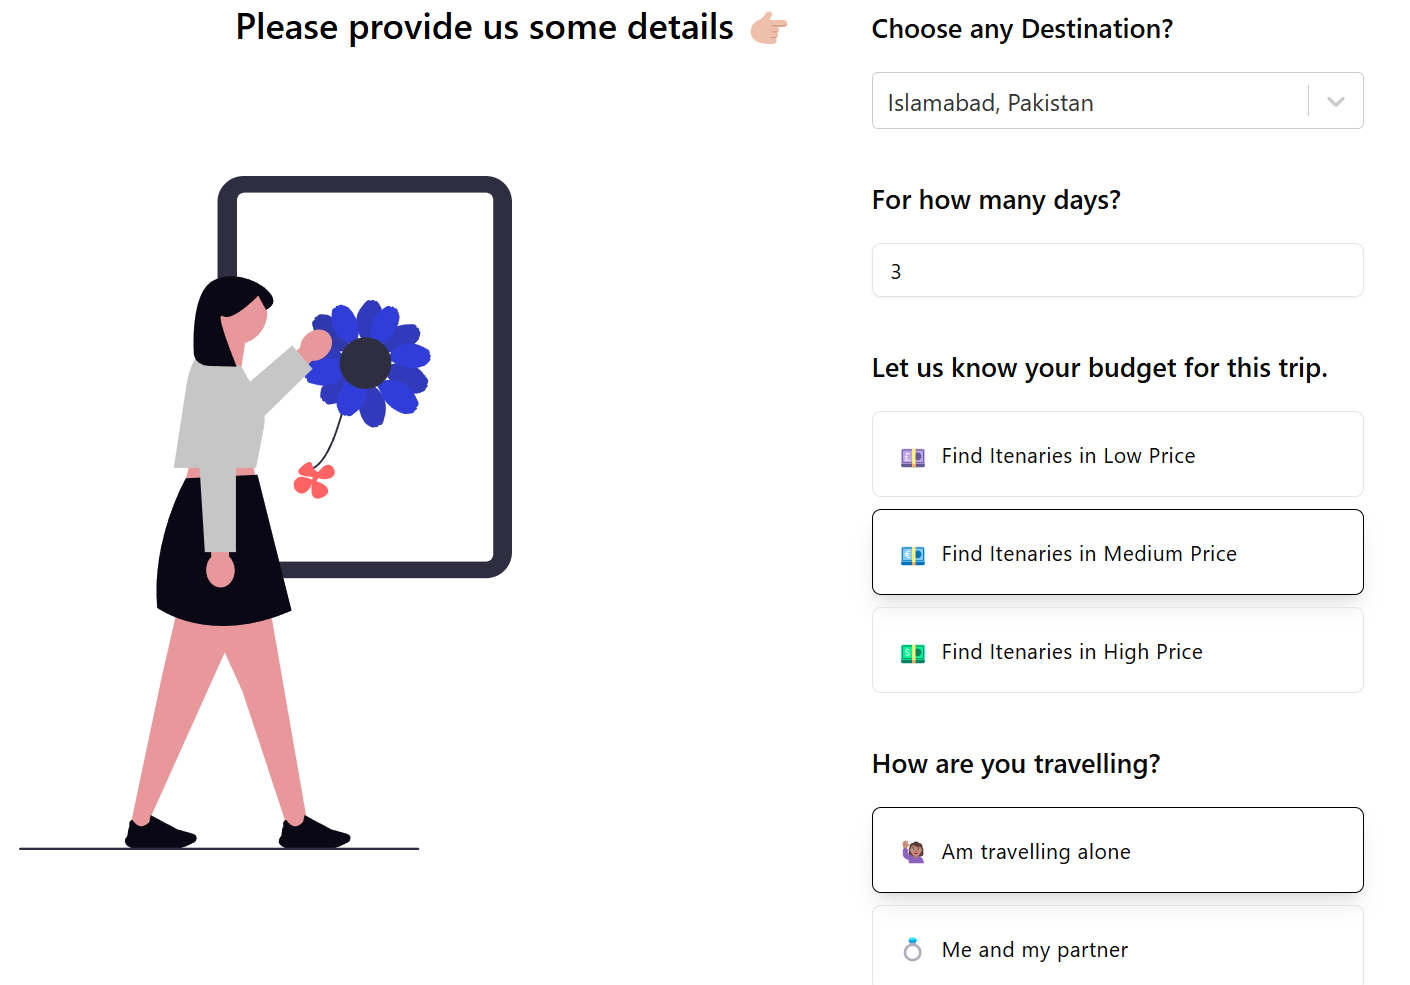 Please provide us some details
Choose any Destination?
Islamabad, Pakistan
For how many days?
3
Let us know your budget for this trip.
Find Itenaries in Low Price
Find Itenaries in Medium Price
Find Itenaries in High Price
How are you travelling?
Am travelling alone
Me and my partner